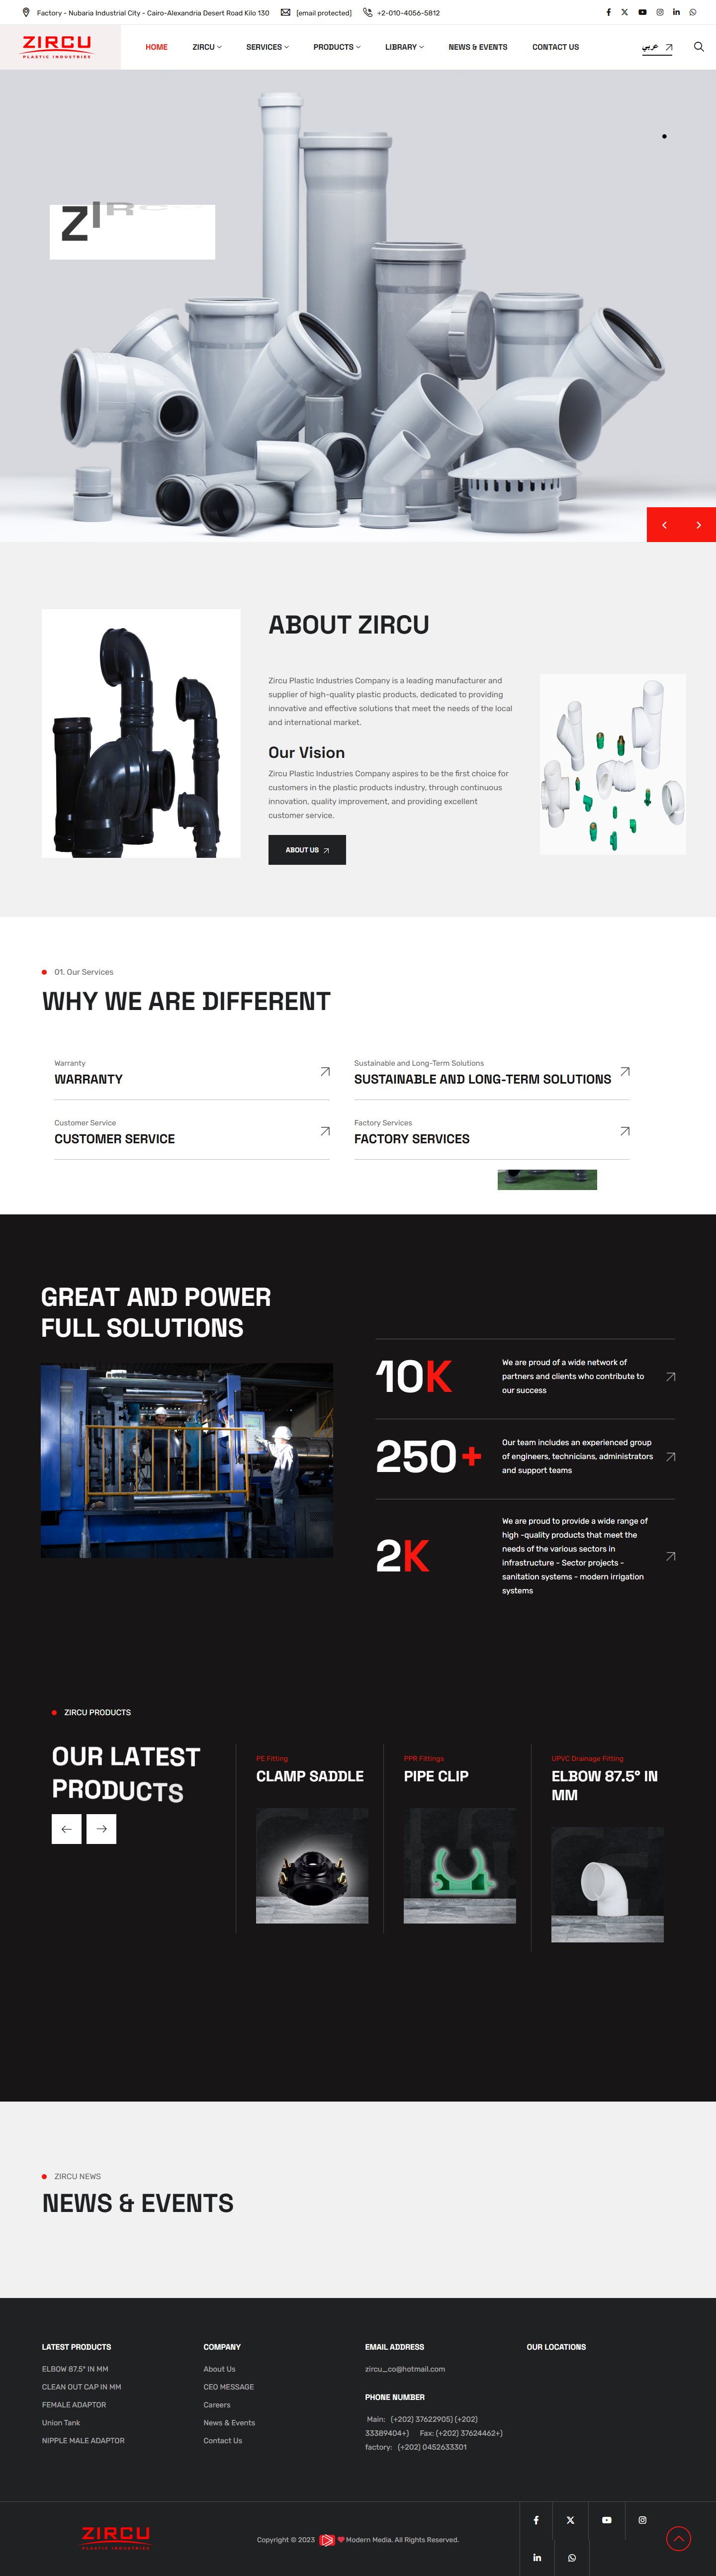 Factory - Nubaria Industrial City - Cairo-Alexandria Desert Road Kilo 130
[email protected]
+2-010-4056-5812
ZIRCU
PLASTIC INDUSTRIES
HOME
ZIRCU
SERVICES
PRODUCTS
LIBRARY
NEWS & EVENTS
CONTACT US
عربي
ZIRC
ABOUT ZIRCU
Zircu Plastic Industries Company is a leading manufacturer and
supplier of high-quality plastic products, dedicated to providing
innovative and effective solutions that meet the needs of the local
and international market.
Our Vision
Zircu Plastic Industries Company aspires to be the first choice for
customers in the plastic products industry, through continuous
innovation, quality improvement, and providing excellent
customer service.
ABOUT US
01. Our Services
WHY WE ARE DIFFERENT
Warranty
WARRANTY
Sustainable and Long-Term Solutions
SUSTAINABLE AND LONG-TERM SOLUTIONS
Customer Service
CUSTOMER SERVICE
Factory Services
FACTORY SERVICES
GREAT AND POWER
FULL SOLUTIONS
10K
We are proud of a wide network of
partners and clients who contribute to
our success
250+
Our team includes an experienced group
of engineers, technicians, administrators
and support teams
2K
We are proud to provide a wide range of
high -quality products that meet the
needs of the various sectors in
infrastructure - Sector projects -
sanitation systems - modern irrigation
systems
ZIRCU PRODUCTS
OUR LATEST
PRODUCTS
PE Fitting
CLAMP SADDLE
PPR Fittings
PIPE CLIP
UPVC Drainage Fitting
ELBOW 87.5° IN
MM
ZIRCU NEWS
NEWS & EVENTS
LATEST PRODUCTS
ELBOW 87.5° IN MM
CLEAN OUT CAP IN MM
FEMALE ADAPTOR
Union Tank
NIPPLE MALE ADAPTOR
COMPANY
About Us
CEO MESSAGE
Careers
News & Events
Contact Us
EMAIL ADDRESS
zircu_co@hotmail.com
PHONE NUMBER
Main: (+202) 37622905) (+202)
33389404+) Fax: (+202) 37624462+)
factory: (+202) 0452633301
OUR LOCATIONS
ZIRCU
PLASTIC INDUSTRIES
Copyright © 2023 Modern Media. All Rights Reserved.